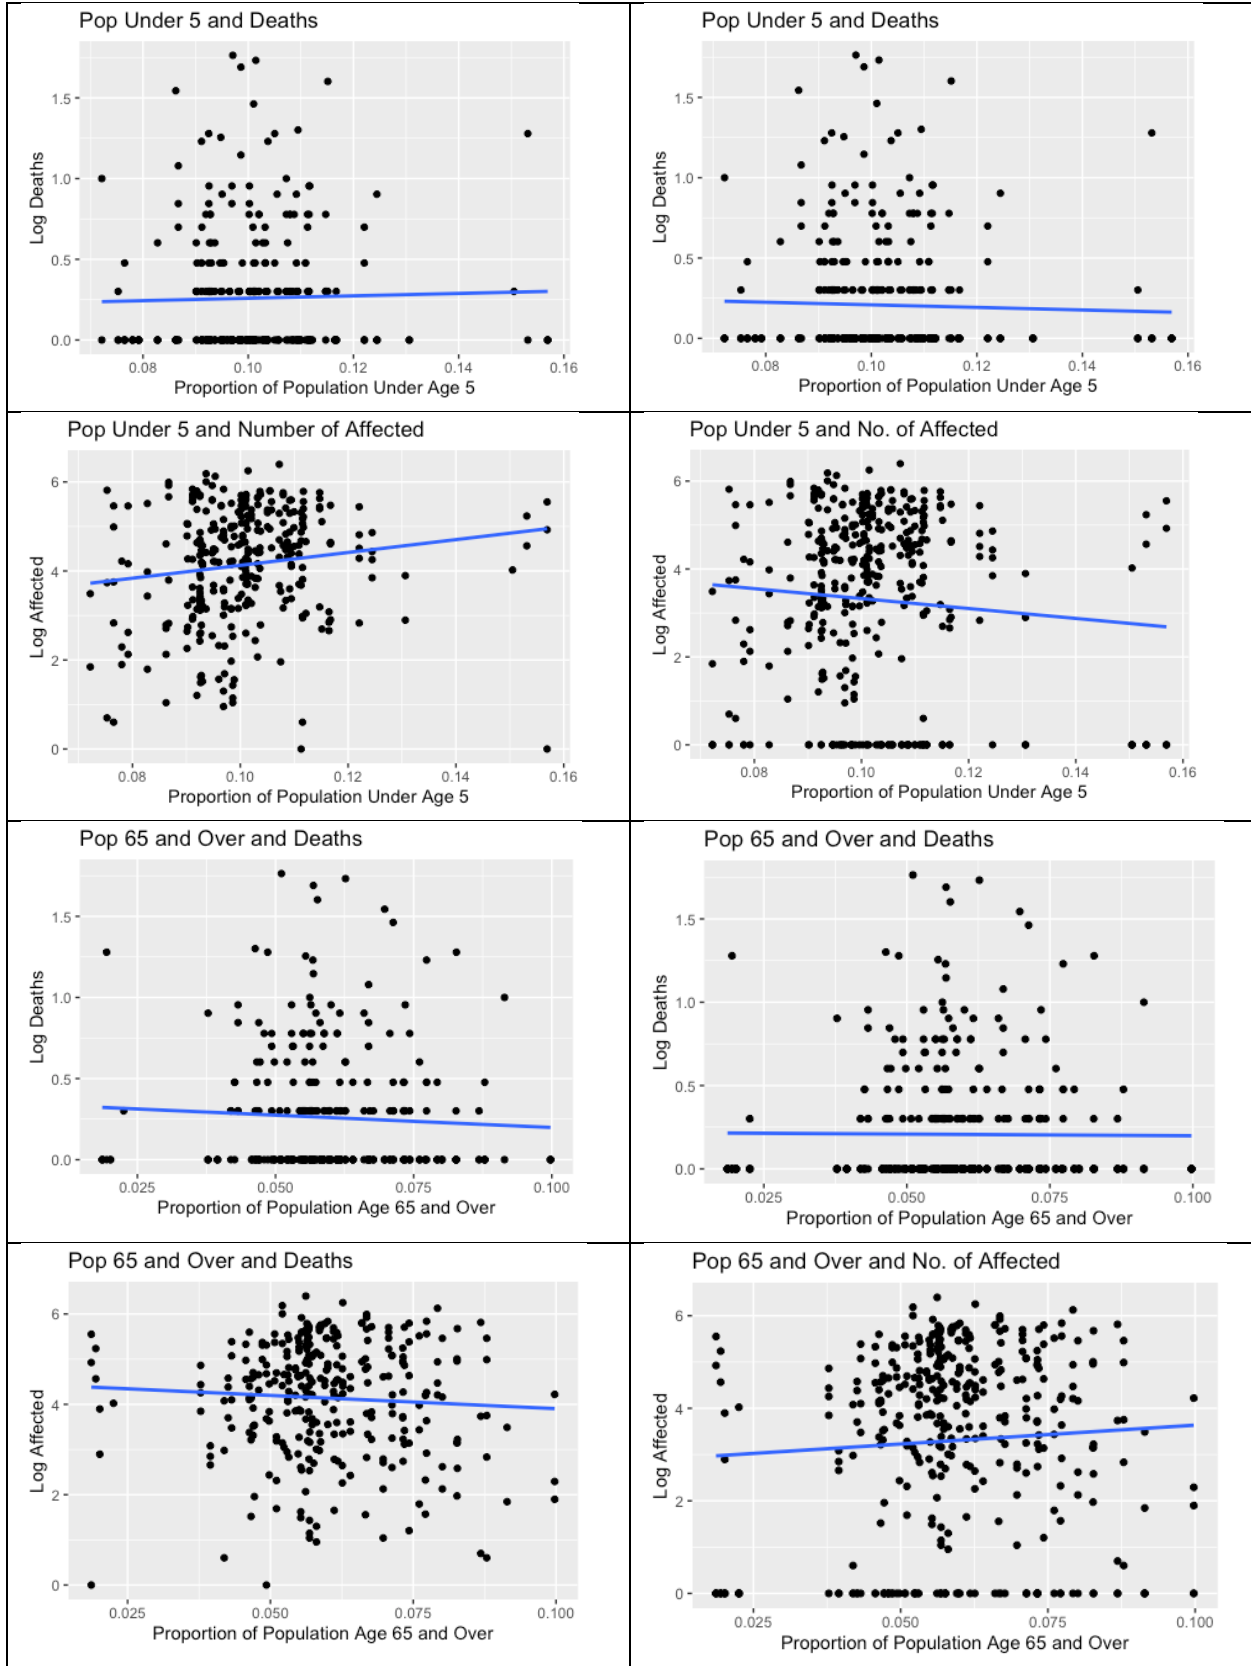 Pop Under 5 and Deaths
Log Deaths
1.5
1.0
0.5
0.0
0.08 0.10 0.12 0.14 0.16
Proportion of Population Under Age 5
Pop Under 5 and Deaths
Log Deaths
1.5
1.0
0.5
0.0
0.08 0.10 0.12 0.14 0.16
Proportion of Population Under Age 5
Pop Under 5 and Number of Affected
Log Affected
6
4
2
0
0.08 0.10 0.12 0.14 0.16
Proportion of Population Under Age 5
Pop Under 5 and No. of Affected
Log Affected
6
4
2
0
0.08 0.10 0.12 0.14 0.16
Proportion of Population Under Age 5
Pop 65 and Over and Deaths
Log Deaths
1.5
1.0
0.5
0.0
0.025 0.050 0.075 0.100
Proportion of Population Age 65 and Over
Pop 65 and Over and Deaths
Log Deaths
1.5
1.0
0.5
0.0
0.025 0.050 0.075 0.100
Proportion of Population Age 65 and Over
Pop 65 and Over and Deaths
Log Affected
6
4
2
0
0.025 0.050 0.075 0.100
Proportion of Population Age 65 and Over
Pop 65 and Over and No. of Affected
Log Affected
6
4
2
0
0.025 0.050 0.075 0.100
Proportion of Population Age 65 and Over